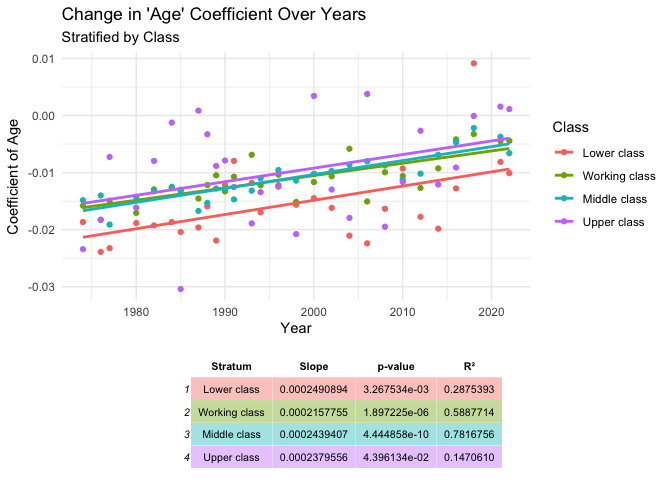 Change in 'Age' Coefficient Over Years
Stratified by Class
0.01
0.00
-0.01
-0.02
-0.03
Coefficient of Age
1980 1990 2000 2010 2020
Year
Class
Lower class
Working class
Middle class
Upper class
Stratum Slope p-value R²
1 Lower class 0.0002490894 3.267534e-03 0.2875393
2 Working class 0.0002157755 1.897225e-06 0.5887714
3 Middle class 0.0002439407 4.444858e-10 0.7816756
4 Upper class 0.0002379556 4.396134e-02 0.1470610